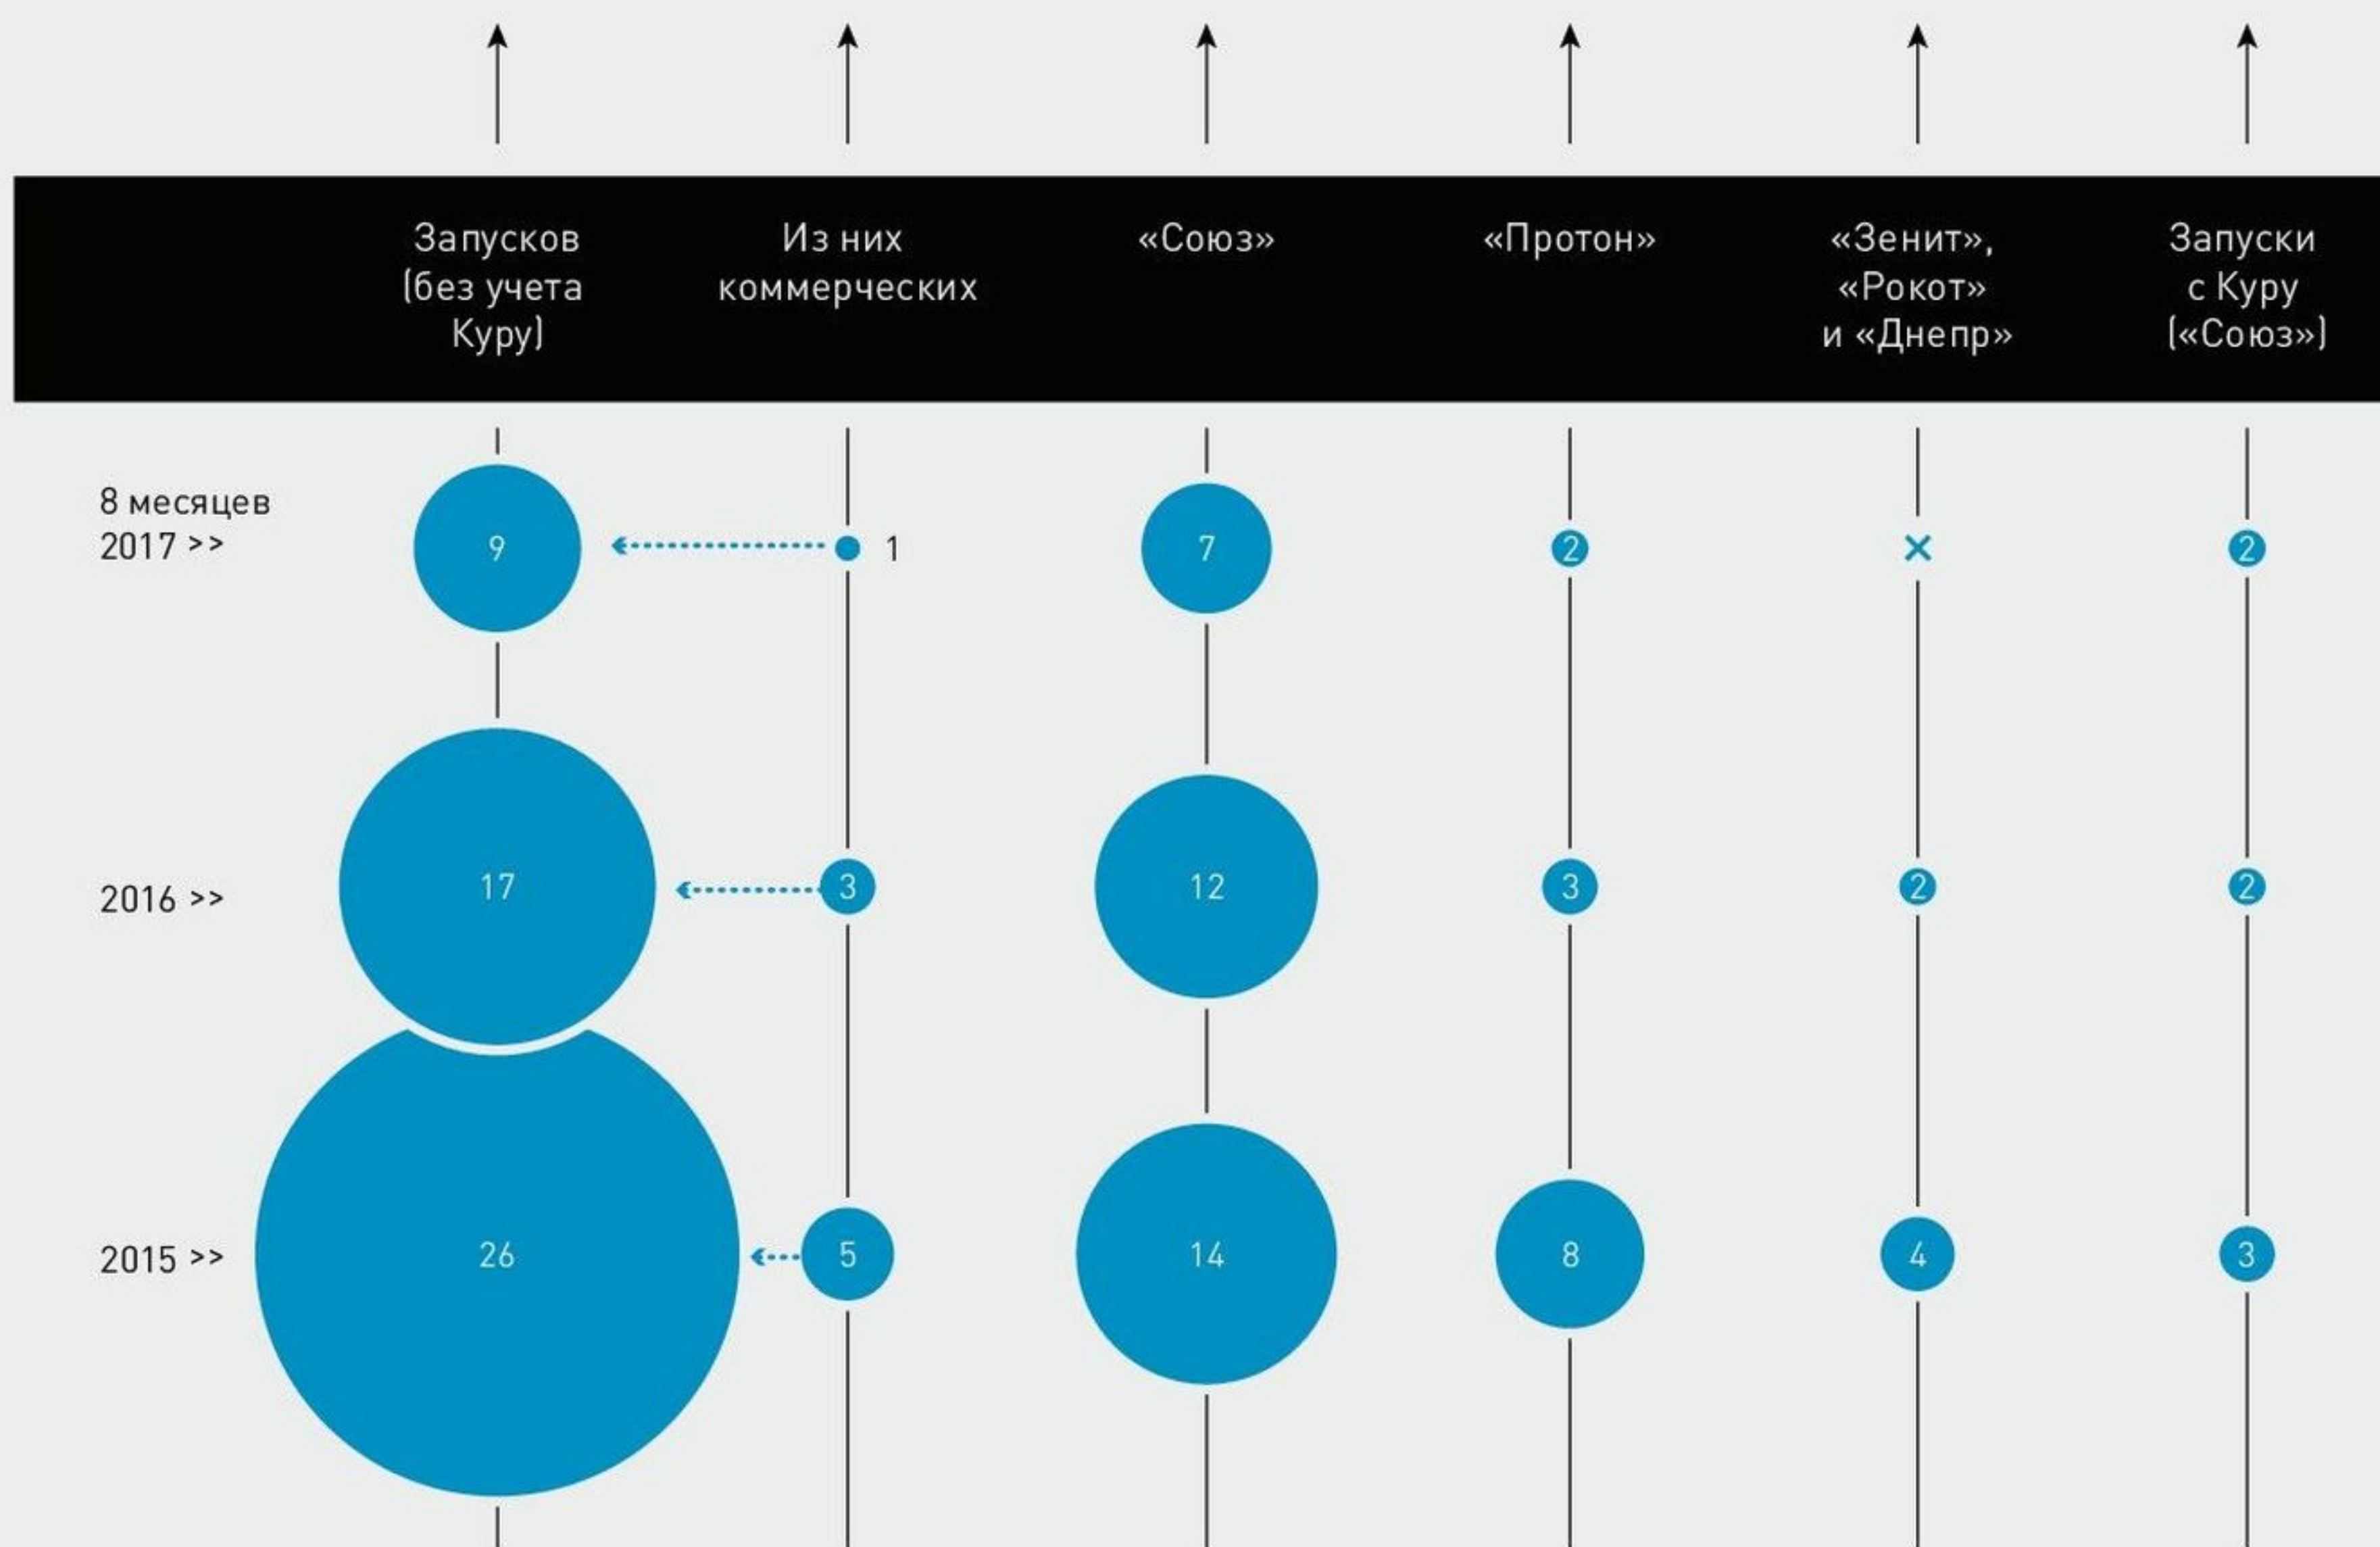 Запусков
(без учета
Куру)
Из них
коммерческих
«Союз»
«Протон»
«Зенит»,
«Рокот»
и «Днепр»
Запуски
с Куру
(«Союз»)
8 месяцев
2017 >>
9
1
7
2
2
2016 >>
17
3
12
3
2
2
2015 >>
26
5
14
8
4
3